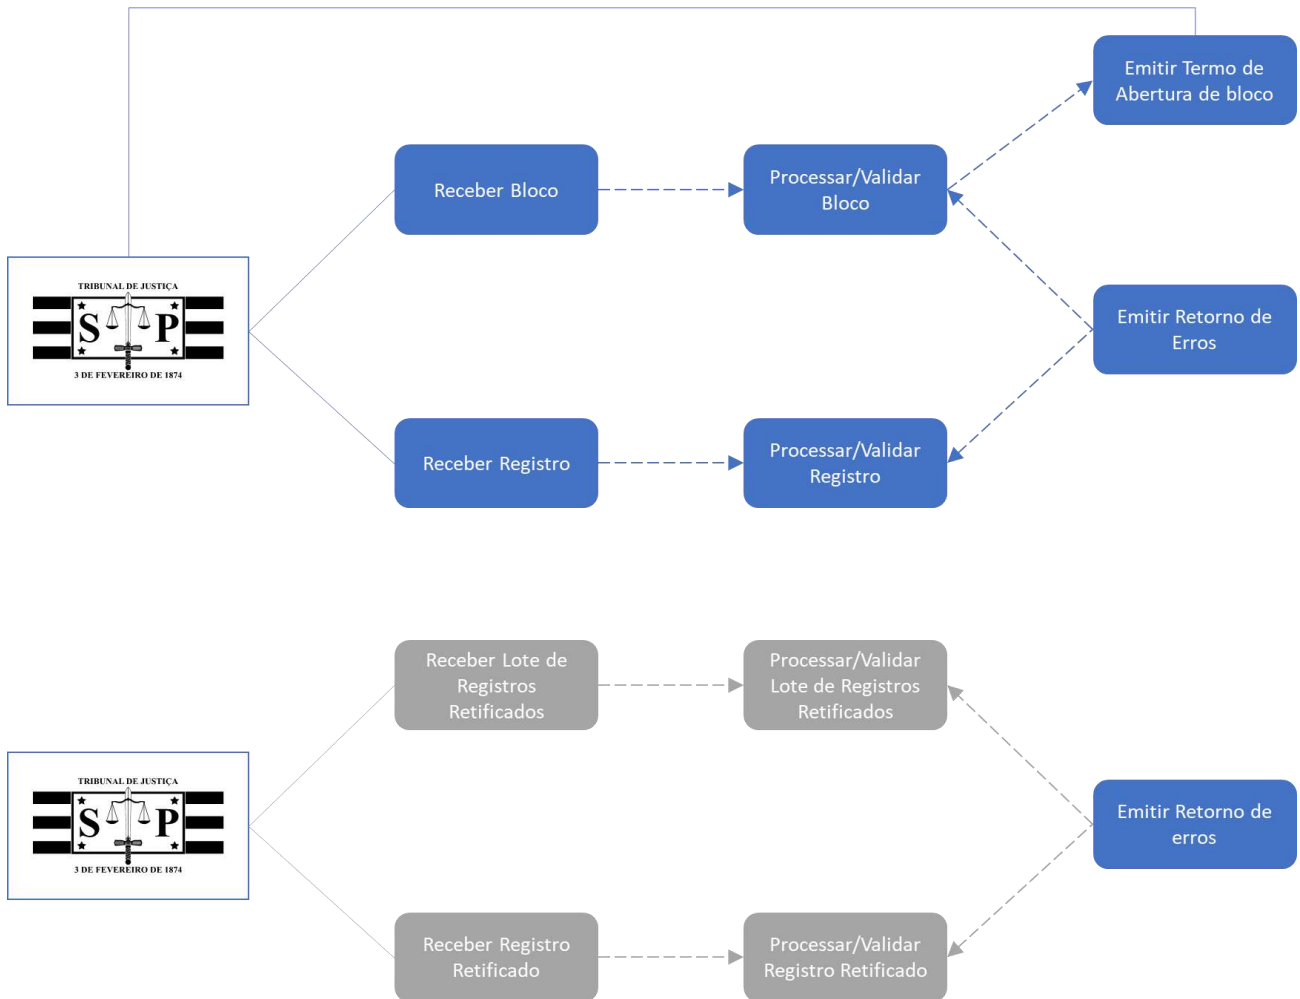 Emitir Termo de
Abertura de bloco
Receber Bloco
Processar/Validar
Bloco
TRIBUNAL DE JUSTIÇA
S P
3 DE FEVEREIRO DE 1874
Emitir Retorno de
Erros
Receber Registro
Processar/Validar
Registro
Receber Lote de
Registros
Retificados
Processar/Validar
Lote de Registros
Retificados
TRIBUNAL DE JUSTIÇA
S P
3 DE FEVEREIRO DE 1874
Emitir Retorno de
erros
Receber Registro
Retificado
Processar/Validar
Registro Retificado